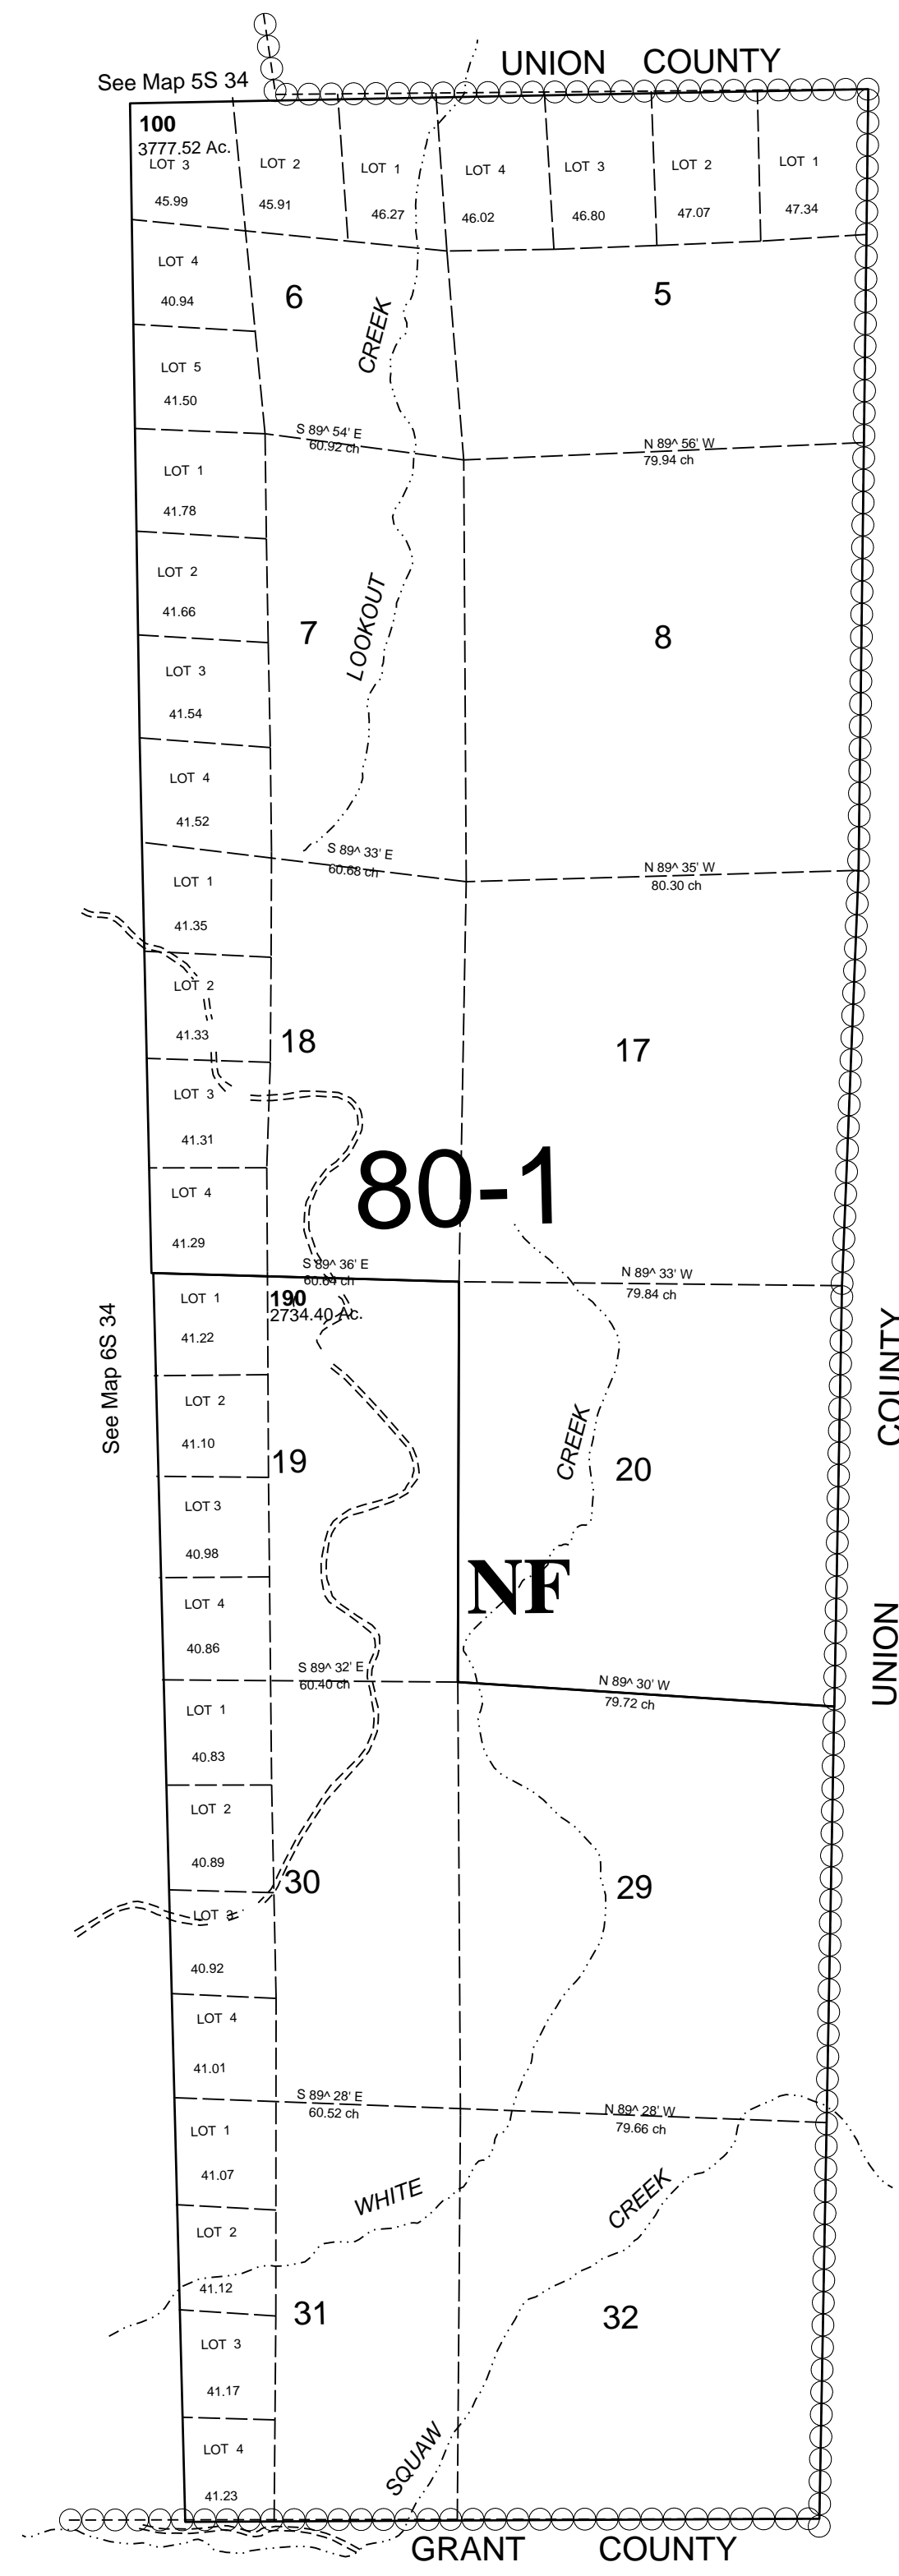 UNION COUNTY
See Map 5S 34
100
3777.52 Ac.
LOT 3
LOT 2
LOT 1
LOT 4
LOT 3
LOT 2
LOT 1
45.99
45.91
46.27
46.02
46.80
47.07
47.34
LOT 4
40.94
6
5
CREEK
LOT 5
41.50
S 89^ 54' E
60.92 ch
N 89^ 56' W
79.94 ch
LOT 1
41.78
LOT 2
41.66
7
LOOKOUT
8
LOT 3
41.54
LOT 4
41.52
S 89^ 33' E
60.68 ch
N 89^ 35' W
80.30 ch
LOT 1
41.35
LOT 2
41.33
18
17
LOT 3
41.31
80-1
LOT 4
41.29
S 89^ 36' E
60.64 ch
N 89^ 33' W
79.84 ch
190
2734.40 Ac.
LOT 1
41.22
See Map 6S 34
COUNTY
LOT 2
41.10
19
CREEK
20
LOT 3
40.98
NF
LOT 4
40.86
UNION
S 89^ 32' E
60.40 ch
N 89^ 30' W
79.72 ch
LOT 1
40.83
LOT 2
40.89
30
29
LOT 3
40.92
LOT 4
41.01
S 89^ 28' E
60.52 ch
N 89^ 28' W
79.66 ch
LOT 1
41.07
WHITE
CREEK
LOT 2
41.12
31
32
LOT 3
41.17
LOT 4
41.23
SQUAW
GRANT COUNTY